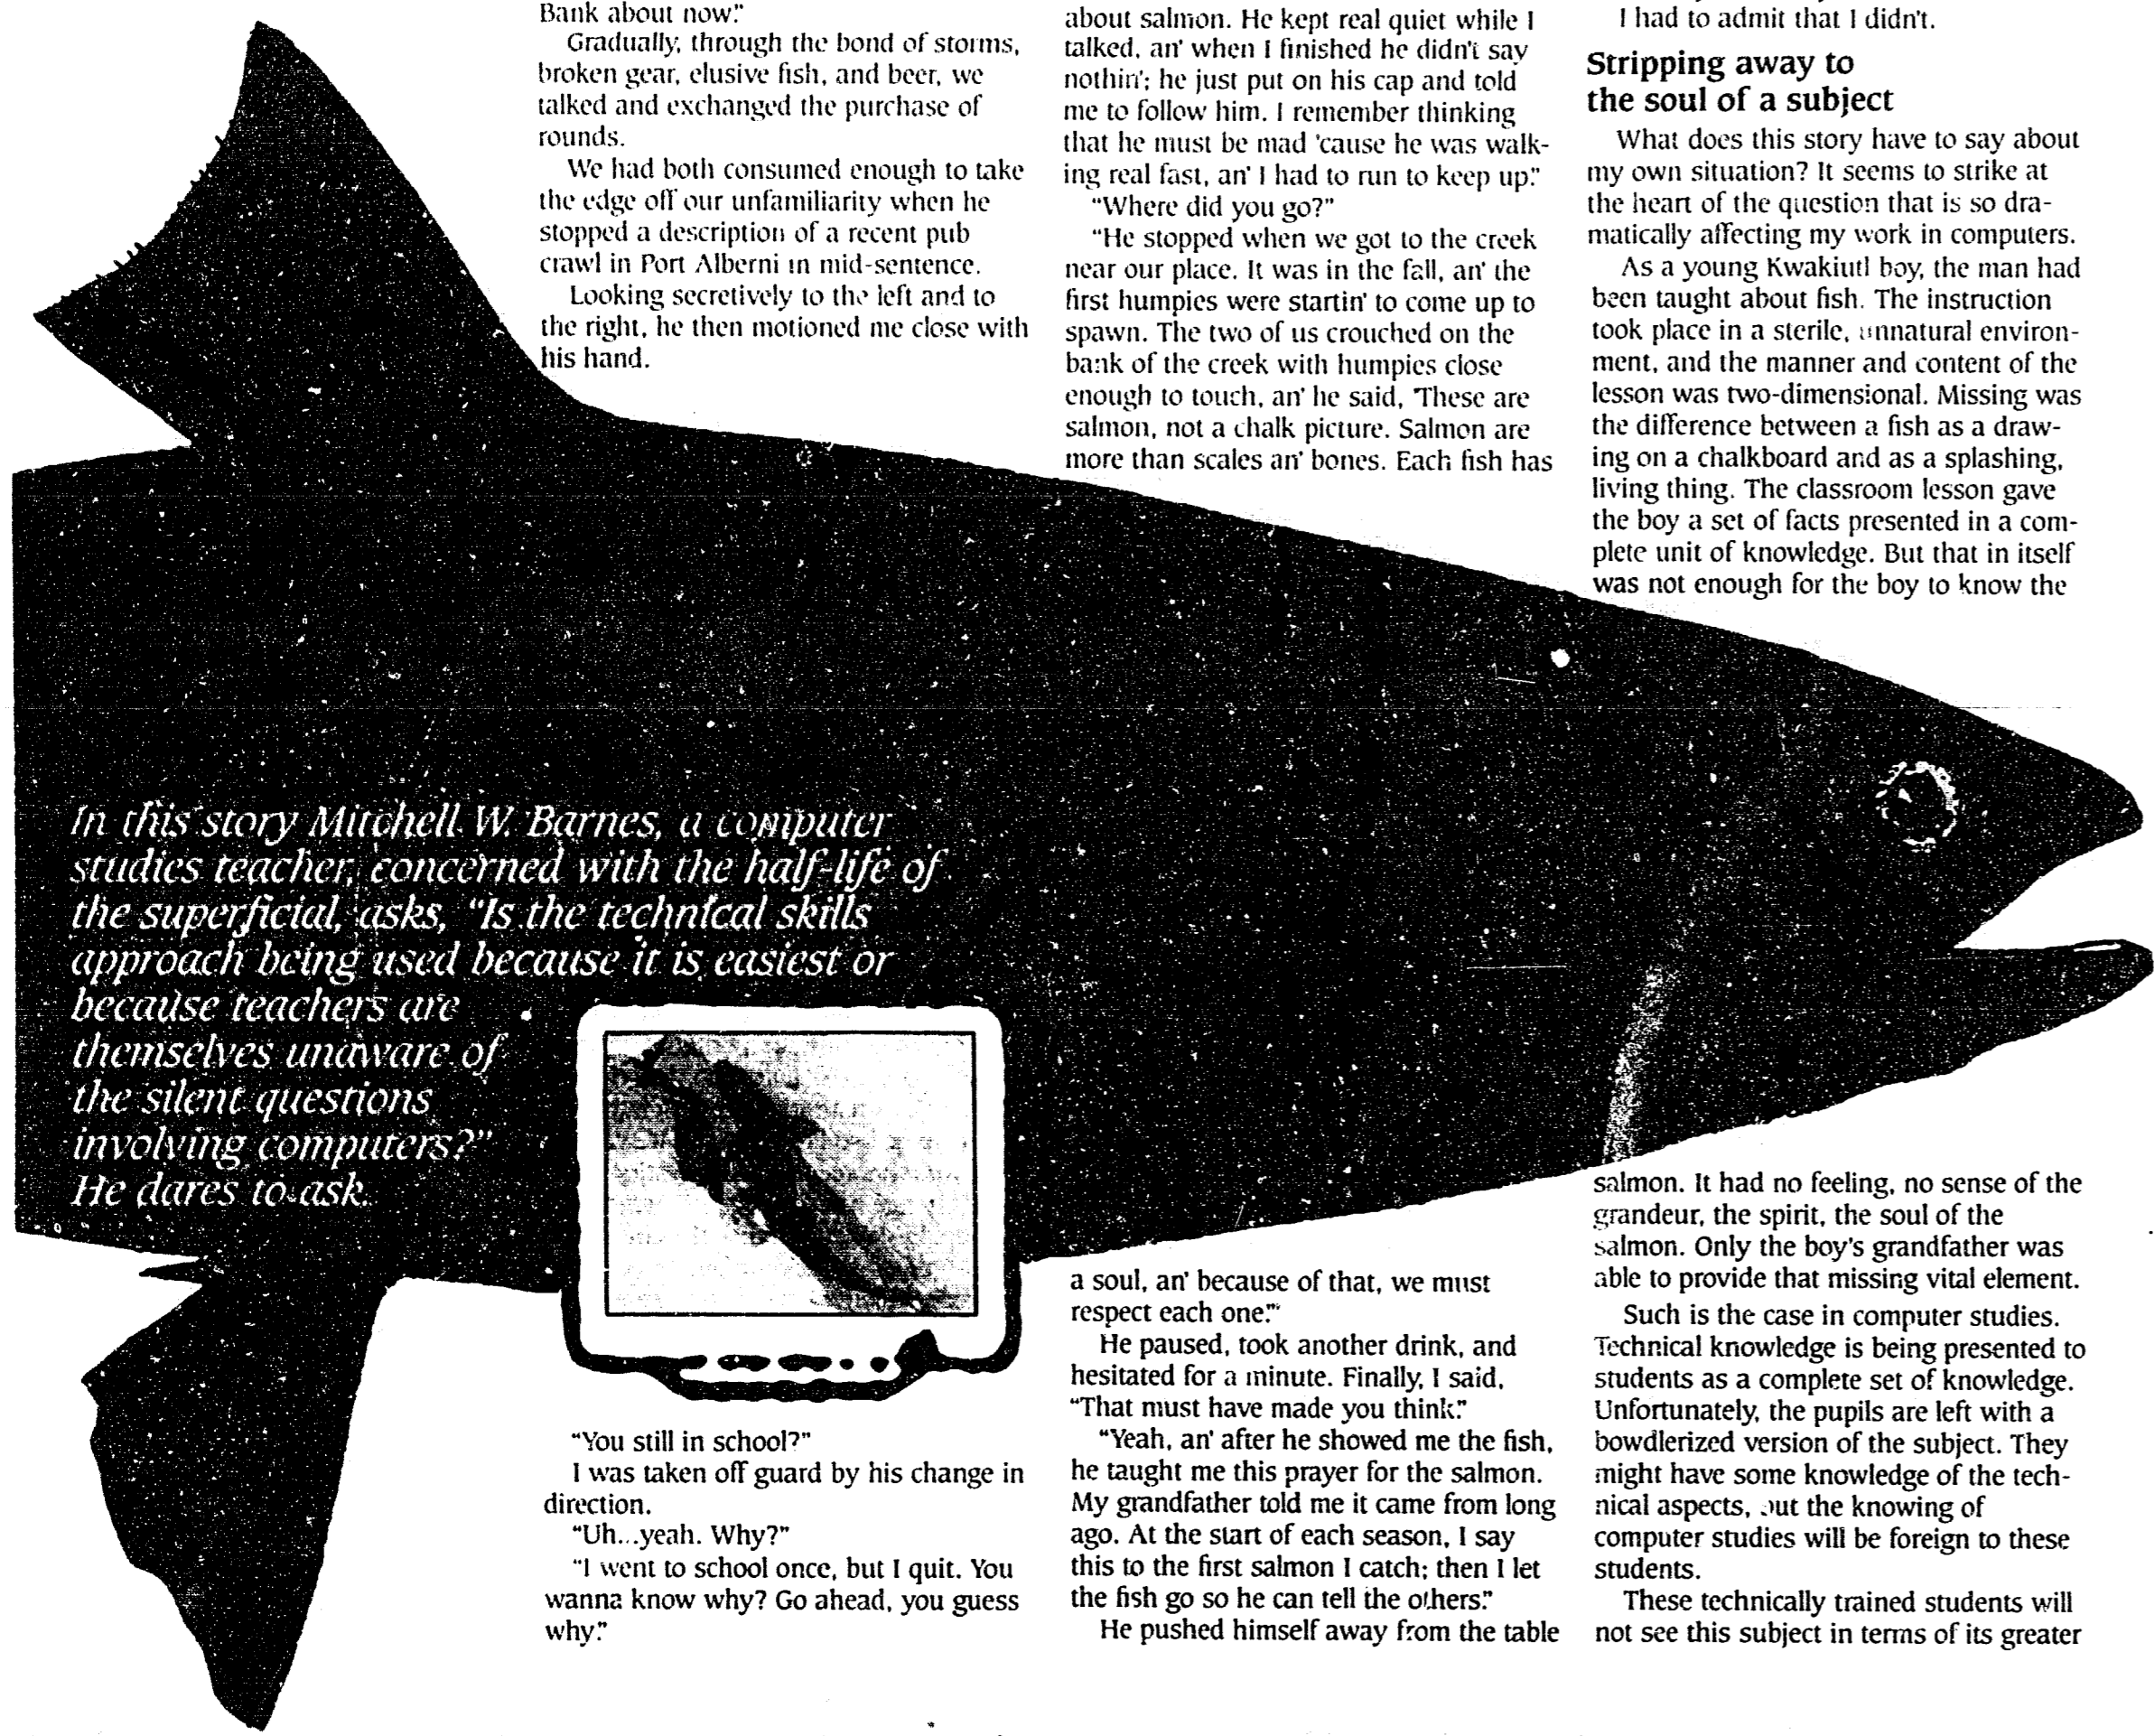 Bank about now."
Gradually, through the bond of storms,
broken gear, elusive fish, and beer, we
talked and exchanged the purchase of
rounds.
We had both consumed enough to take
the edge off our unfamiliarity when he
stopped a description of a recent pub
crawl in Port Alberni in mid-sentence.
Looking secretively to the left and to
the right, he then motioned me close with
his hand.
In this story Mitchell W. Barnes, a computer
studies teacher, concerned with the half-life of
the superficial, asks, "Is the technical skills
approach being used because it is easiest or
because teachers are
themselves unaware of
the silent questions
involving computers?"
He dares to ask.
"You still in school?"
I was taken off guard by his change in
direction.
"Uh...yeah. Why?"
"I went to school once, but I quit. You
wanna know why? Go ahead, you guess
why."
about salmon. He kept real quiet while I
talked, an' when I finished he didn't say
nothin'; he just put on his cap and told
me to follow him. I remember thinking
that he must be mad 'cause he was walk-
ing real fast, an' I had to run to keep up."
"Where did you go?"
"He stopped when we got to the creek
near our place. It was in the fall, an' the
first humpies were startin' to come up to
spawn. The two of us crouched on the
bank of the creek with humpies close
enough to touch, an' he said, 'These are
salmon, not a chalk picture. Salmon are
more than scales an' bones. Each fish has
a soul, an' because of that, we must
respect each one.'"
He paused, took another drink, and
hesitated for a minute. Finally, I said,
"That must have made you think."
"Yeah, an' after he showed me the fish,
he taught me this prayer for the salmon.
My grandfather told me it came from long
ago. At the start of each season, I say
this to the first salmon I catch; then I let
the fish go so he can tell the others."
He pushed himself away from the table
I had to admit that I didn't.
Stripping away to
the soul of a subject
What does this story have to say about
my own situation? It seems to strike at
the heart of the question that is so dra-
matically affecting my work in computers.
As a young Kwakiutl boy, the man had
been taught about fish. The instruction
took place in a sterile, unnatural environ-
ment, and the manner and content of the
lesson was two-dimensional. Missing was
the difference between a fish as a draw-
ing on a chalkboard and as a splashing,
living thing. The classroom lesson gave
the boy a set of facts presented in a com-
plete unit of knowledge. But that in itself
was not enough for the boy to know the
salmon. It had no feeling, no sense of the
grandeur, the spirit, the soul of the
salmon. Only the boy's grandfather was
able to provide that missing vital element.
Such is the case in computer studies.
Technical knowledge is being presented to
students as a complete set of knowledge.
Unfortunately, the pupils are left with a
bowdlerized version of the subject. They
might have some knowledge of the tech-
nical aspects, but the knowing of
computer studies will be foreign to these
students.
These technically trained students will
not see this subject in terms of its greater